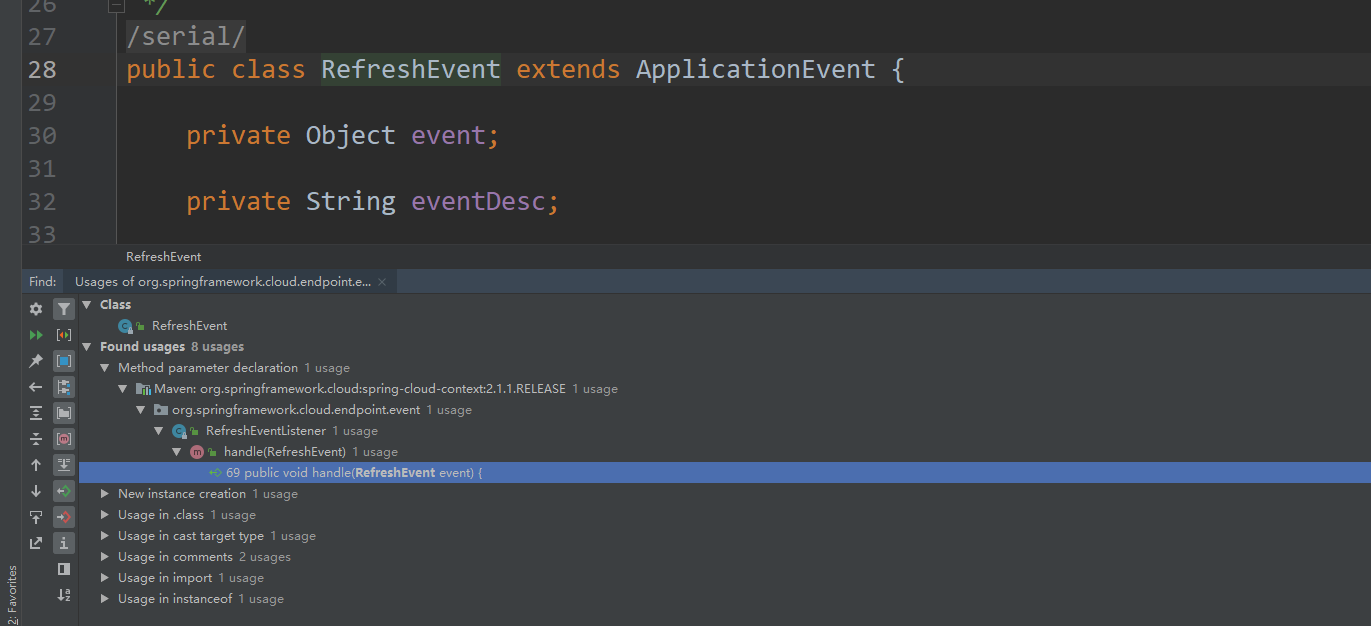 26 */
27 /serial/
28 public class RefreshEvent extends ApplicationEvent {
29
30 private Object event;
31
32 private String eventDesc;
33
RefreshEvent
Find: Usages of org.springframework.cloud.endpoint.e... ×
Class
RefreshEvent
Found usages 8 usages
Method parameter declaration 1 usage
Maven: org.springframework.cloud:spring-cloud-context:2.1.1.RELEASE 1 usage
org.springframework.cloud.endpoint.event 1 usage
RefreshEventListener 1 usage
handle(RefreshEvent) 1 usage
69 public void handle(RefreshEvent event) {
New instance creation 1 usage
Usage in .class 1 usage
Usage in cast target type 1 usage
Usage in comments 2 usages
Usage in import 1 usage
Usage in instanceof 1 usage
2: Favorites